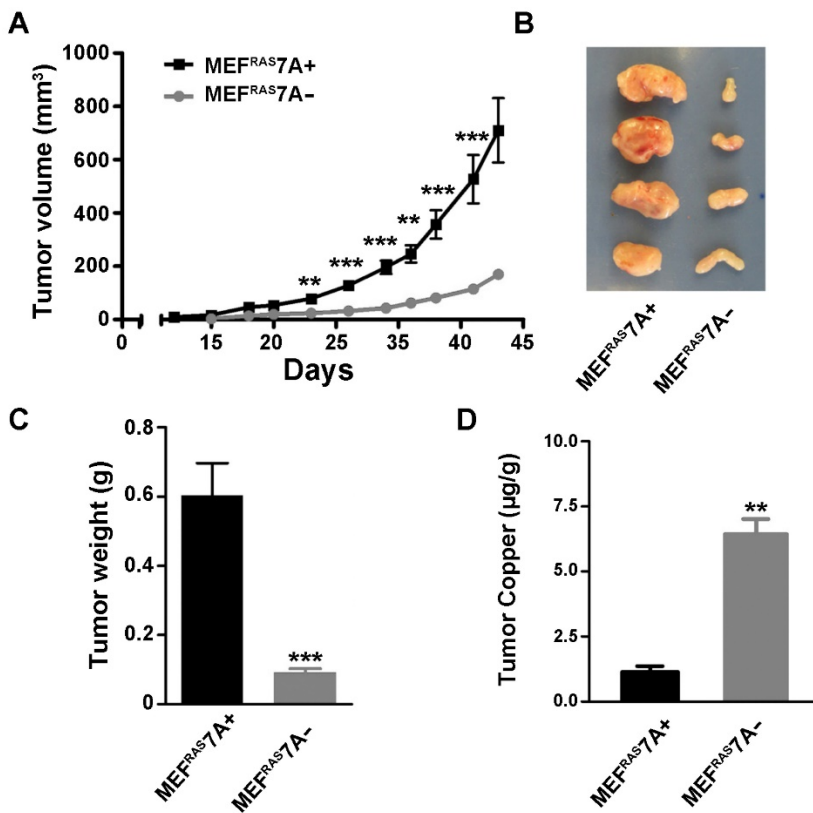 A
Tumor volume (mm³)
1000
800
600
400
200
0
MEFᴿᴬˢ7A+
MEFᴿᴬˢ7A−
**
***
***
**
***
***
0
15
20
25
30
35
40
45
Days
B
MEFᴿᴬˢ7A+
MEFᴿᴬˢ7A−
C
Tumor weight (g)
0.8
0.6
0.4
0.2
0
***
MEFᴿᴬˢ7A+
MEFᴿᴬˢ7A−
D
Tumor Copper (µg/g)
10.0
7.5
5.0
2.5
0.0
**
MEFᴿᴬˢ7A+
MEFᴿᴬˢ7A−